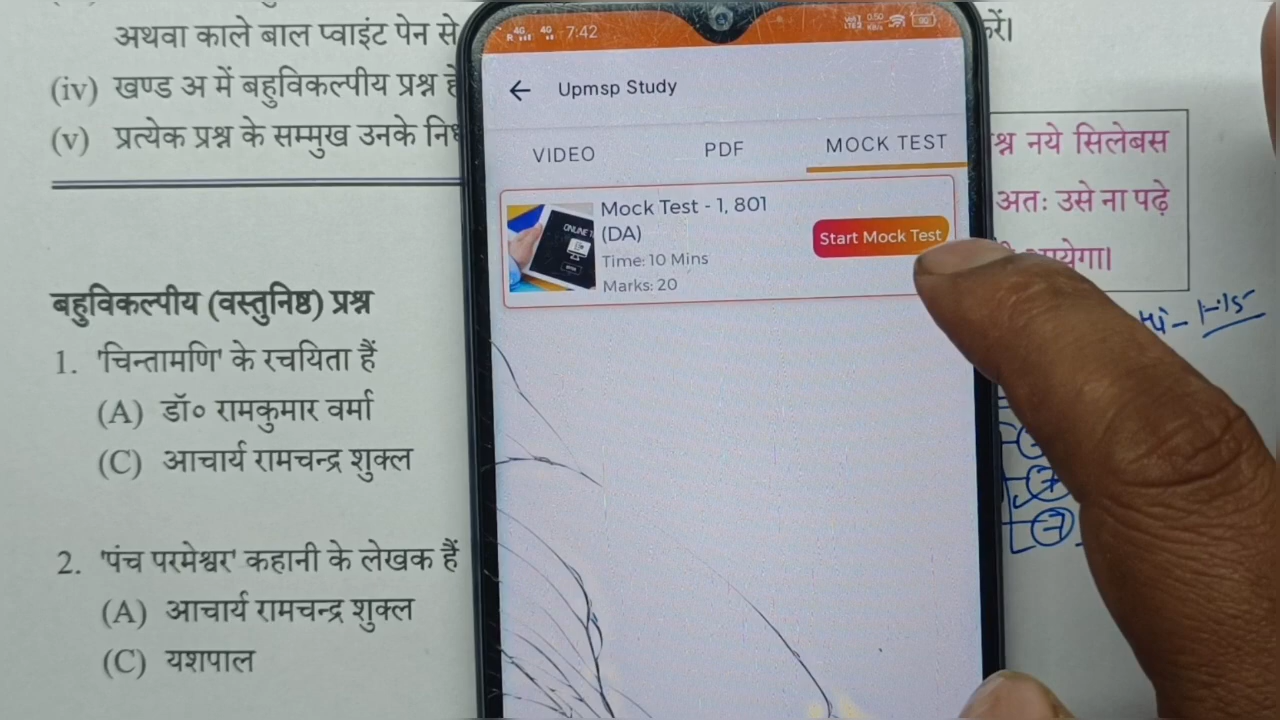 अथवा काले बाल प्वाइंट पेन से
(iv) खण्ड अ में बहुविकल्पीय प्रश्न
(v) प्रत्येक प्रश्न के सम्मुख उनके
बहुविकल्पीय (वस्तुनिष्ठ) प्रश्न
1. 'चिन्तामणि' के रचयिता हैं
(A) डॉ० रामकुमार वर्मा
(C) आचार्य रामचन्द्र शुक्ल
2. 'पंच परमेश्वर' कहानी के लेखक हैं
(A) आचार्य रामचन्द्र शुक्ल
(C) यशपाल
4G 4G 7:42
Upmsp Study
VIDEO PDF MOCK TEST
Mock Test - 1, 801
(DA)
Time: 10 Mins
Marks: 20
Start Mock Test
नये सिलेबस
अतः उसे ना पढ़े